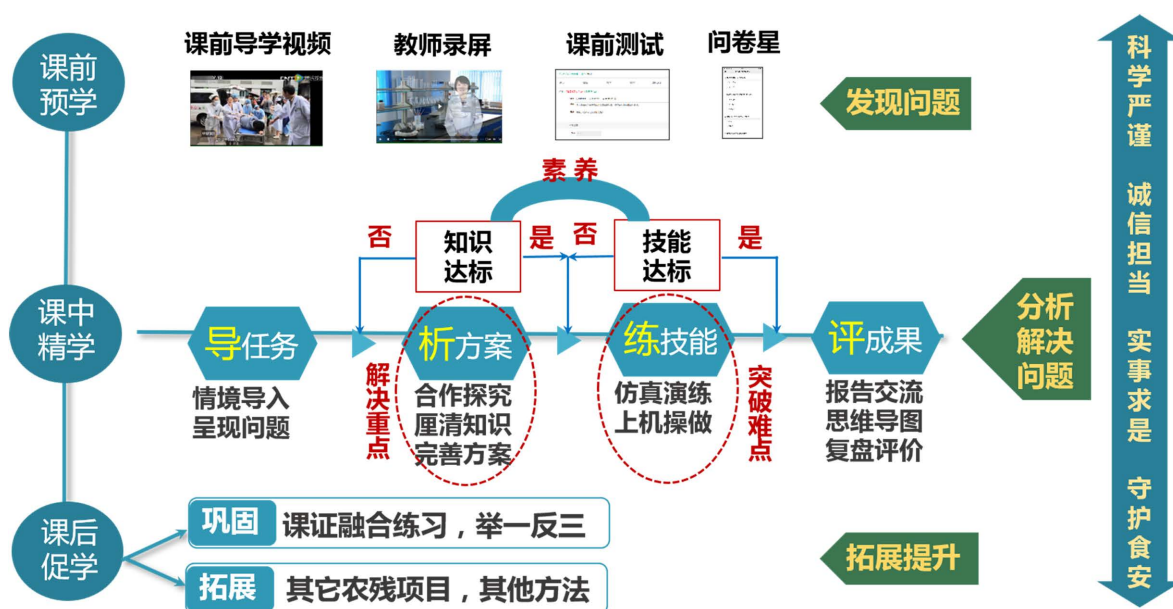 课前导学视频
教师录屏
课前测试
问卷星
课前
预学
发现问题
素 养
否
知识
达标
是
否
技能
达标
是
课中
精学
导任务
析方案
练技能
评成果
情境导入
呈现问题
解决重点
合作探究
厘清知识
完善方案
仿真演练
上机操做
突破难点
报告交流
思维导图
复盘评价
分析
解决
问题
课后
促学
巩固
课证融合练习，举一反三
拓展
其它农残项目，其他方法
拓展提升
科学严谨 诚信担当 实事求是 守护食安